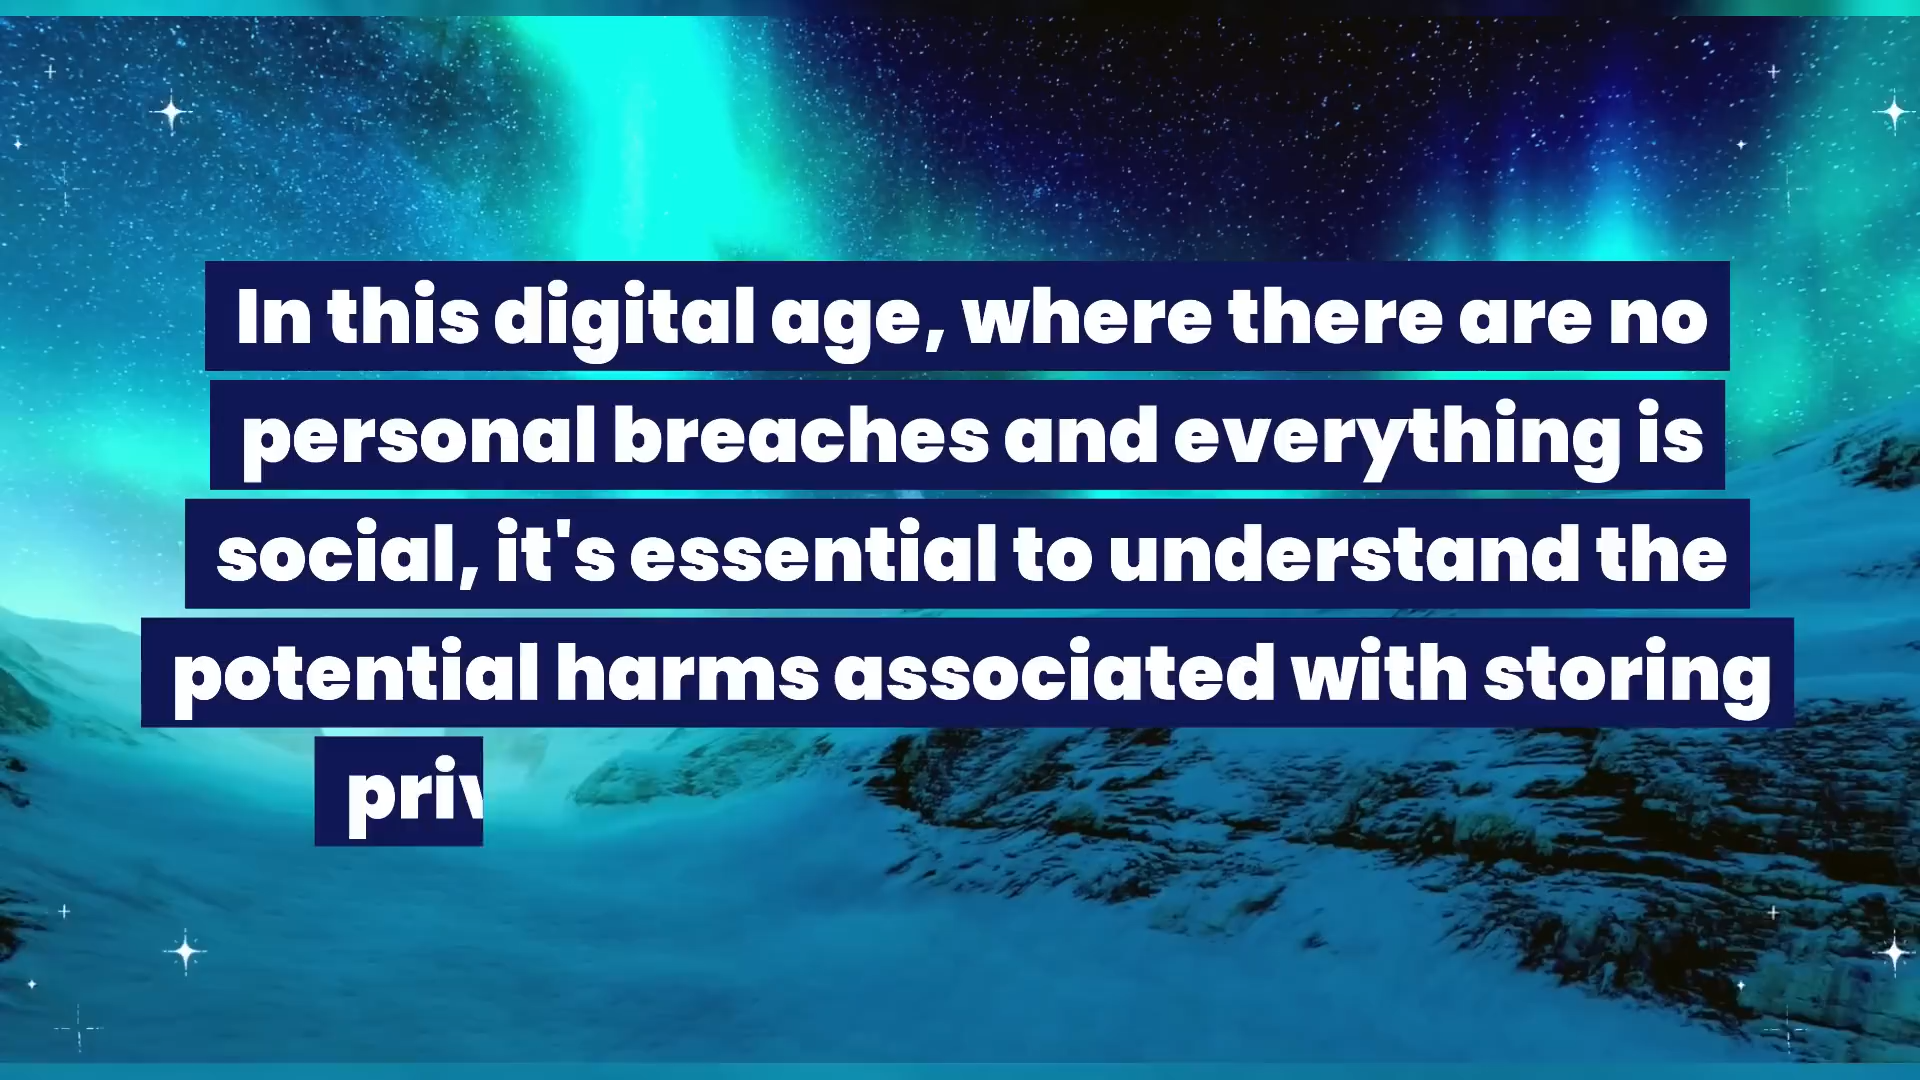 In this digital age, where there are no
personal breaches and everything is
social, it's essential to understand the
potential harms associated with storing